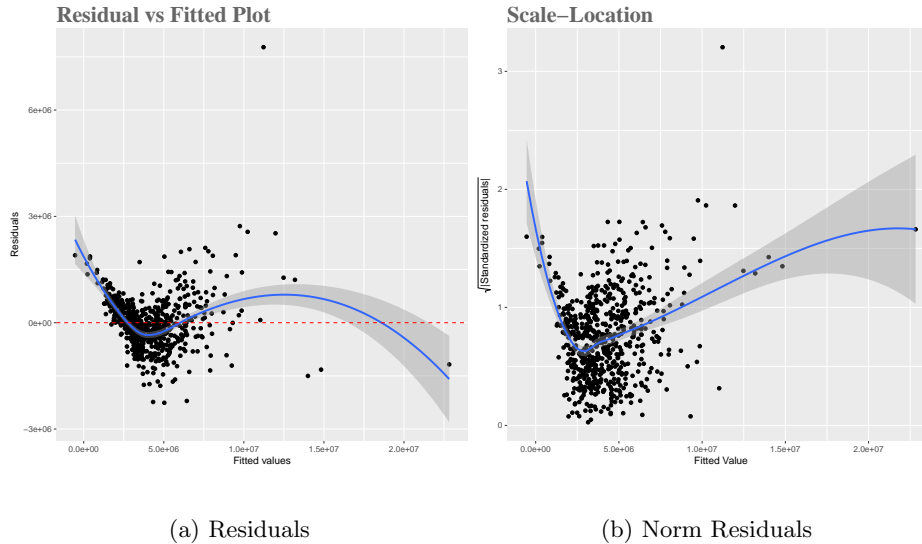 Residual vs Fitted Plot
6e+06
3e+06
0e+00
−3e+06
Residuals
0.0e+00 5.0e+06 1.0e+07 1.5e+07 2.0e+07
Fitted values
(a) Residuals
Scale−Location
3
2
1
0
√|Standardized residuals|
0.0e+00 5.0e+06 1.0e+07 1.5e+07 2.0e+07
Fitted Value
(b) Norm Residuals